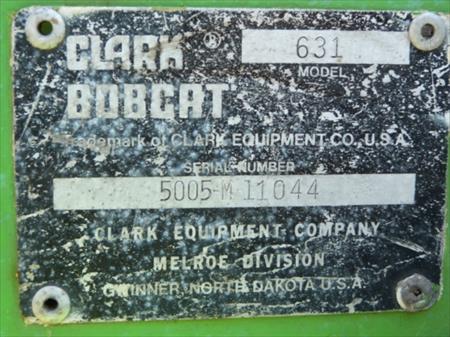 CLARK ® 631
BOBCAT MODEL
Trademark of CLARK EQUIPMENT CO., U.S.A.
SERIAL NUMBER
5005-M 11044
CLARK EQUIPMENT COMPANY
MELROE DIVISION
GWINNER, NORTH DAKOTA U.S.A.